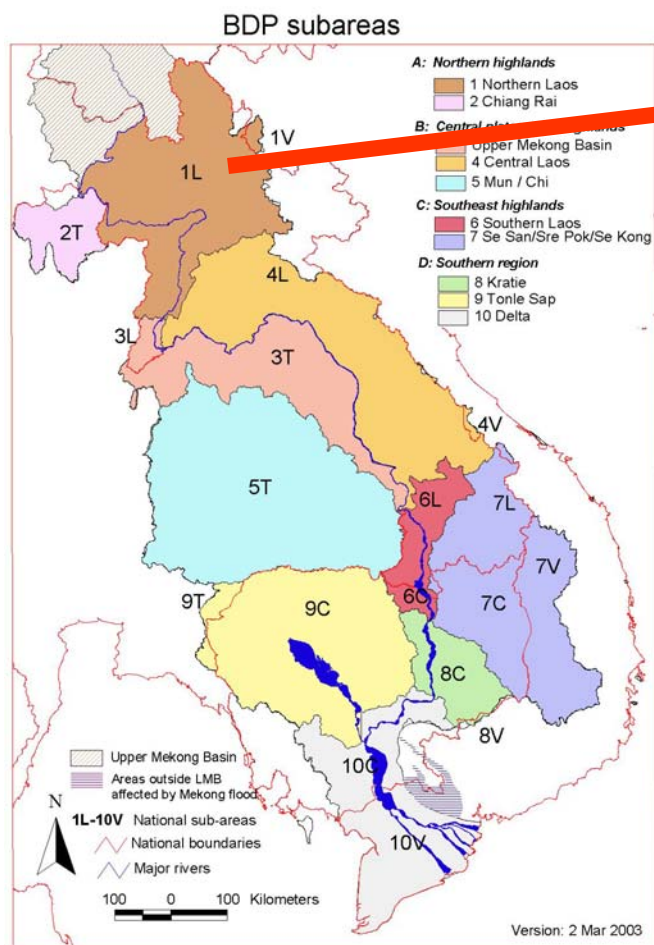 BDP subareas
A: Northern highlands
1 Northern Laos
2 Chiang Rai
B: Central
highlands
Upper Mekong Basin
4 Central Laos
5 Mun / Chi
C: Southeast highlands
6 Southern Laos
7 Se San/Sre Pok/Se Kong
D: Southern region
8 Kratie
9 Tonle Sap
10 Delta
1V
1L
2T
4L
3L
3T
4V
5T
6L
7L
7V
9T
9C
6C
7C
8C
8V
10C
10V
Upper Mekong Basin
Areas outside LMB
affected by Mekong flood
N
1L-10V National sub-areas
National boundaries
Major rivers
100 0 100 Kilometers
Version: 2 Mar 2003